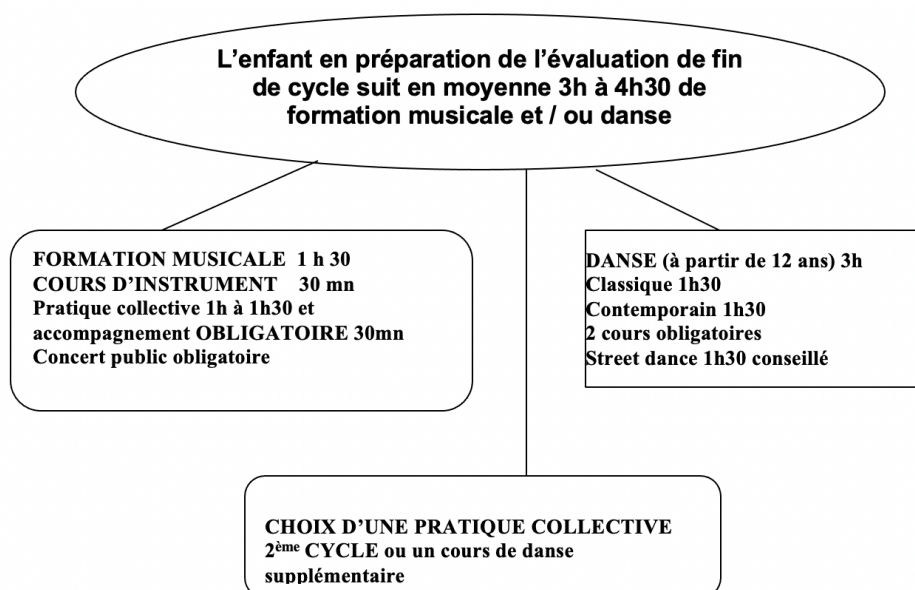 L’enfant en préparation de l’évaluation de fin
de cycle suit en moyenne 3h à 4h30 de
formation musicale et / ou danse
FORMATION MUSICALE 1 h 30
COURS D’INSTRUMENT 30 mn
Pratique collective 1h à 1h30 et
accompagnement OBLIGATOIRE 30mn
Concert public obligatoire
DANSE (à partir de 12 ans) 3h
Classique 1h30
Contemporain 1h30
2 cours obligatoires
Street dance 1h30 conseillé
CHOIX D’UNE PRATIQUE COLLECTIVE
2ème CYCLE ou un cours de danse
supplémentaire